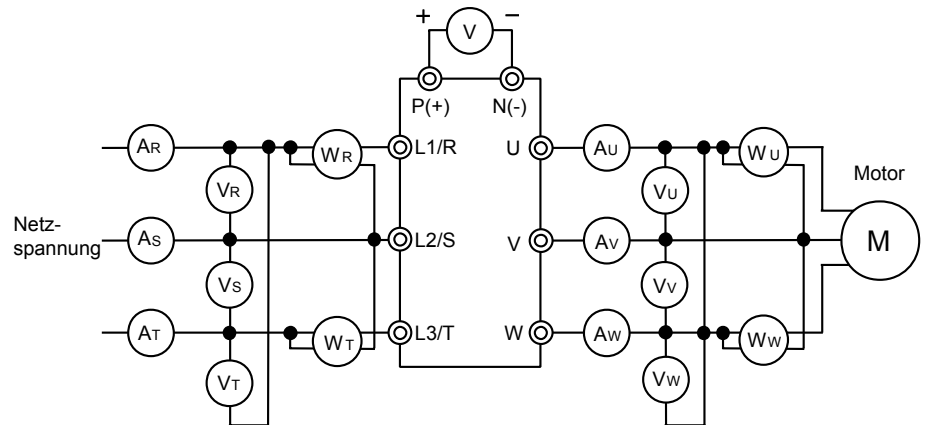 + V −
P(+) N(-)
AR WR L1/R U AU WU
VR VU Motor
Netz-
spannung
AS L2/S V AV M
VS VV
AT WT L3/T W AW WW
VT VW